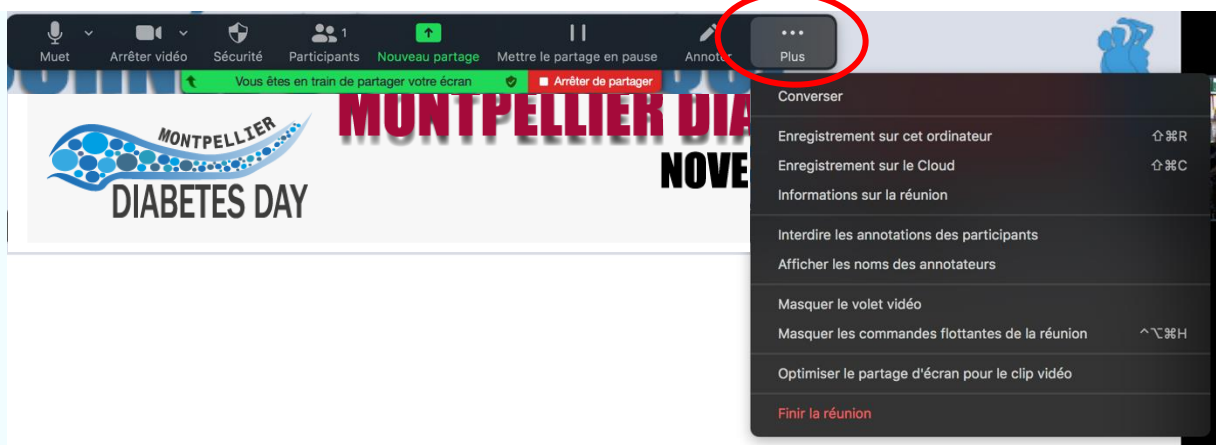 Muet
Arrêter vidéo
Sécurité
Participants 1
Nouveau partage
Mettre le partage en pause
Annoter
Plus
Vous êtes en train de partager votre écran
Arrêter de partager
MONTPELLIER
DIABETES DAY
MONTPELLIER DIA
NOVE
Converser
Enregistrement sur cet ordinateur ⇧⌘R
Enregistrement sur le Cloud ⇧⌘C
Informations sur la réunion
Interdire les annotations des participants
Afficher les noms des annotateurs
Masquer le volet vidéo
Masquer les commandes flottantes de la réunion ^⌥⌘H
Optimiser le partage d'écran pour le clip vidéo
Finir la réunion